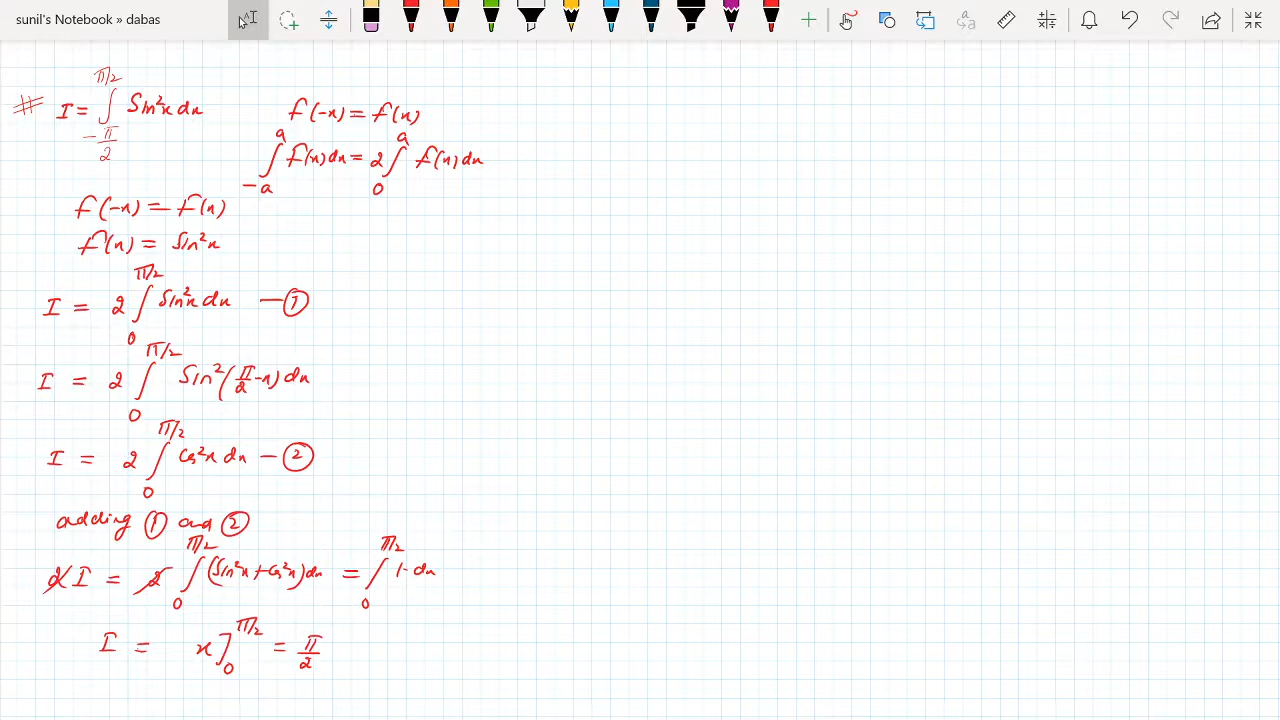 sunil's Notebook » dabas
# I = ∫_{-π/2}^{π/2} Sin²x dx
f(-x) = f(x)
∫_{-a}^{a} f(x) dx = 2 ∫_{0}^{a} f(x) dx
f(-x) = f(x)
f(x) = Sin²x
I = 2 ∫_{0}^{π/2} Sin²x dx — ①
I = 2 ∫_{0}^{π/2} Sin²(π/2 - x) dx
I = 2 ∫_{0}^{π/2} Cos²x dx — ②
adding ① and ②
2I = 2 ∫_{0}^{π/2} (Sin²x + Cos²x) dx = ∫_{0}^{π/2} 1·dx
I = x]_{0}^{π/2} = π/2